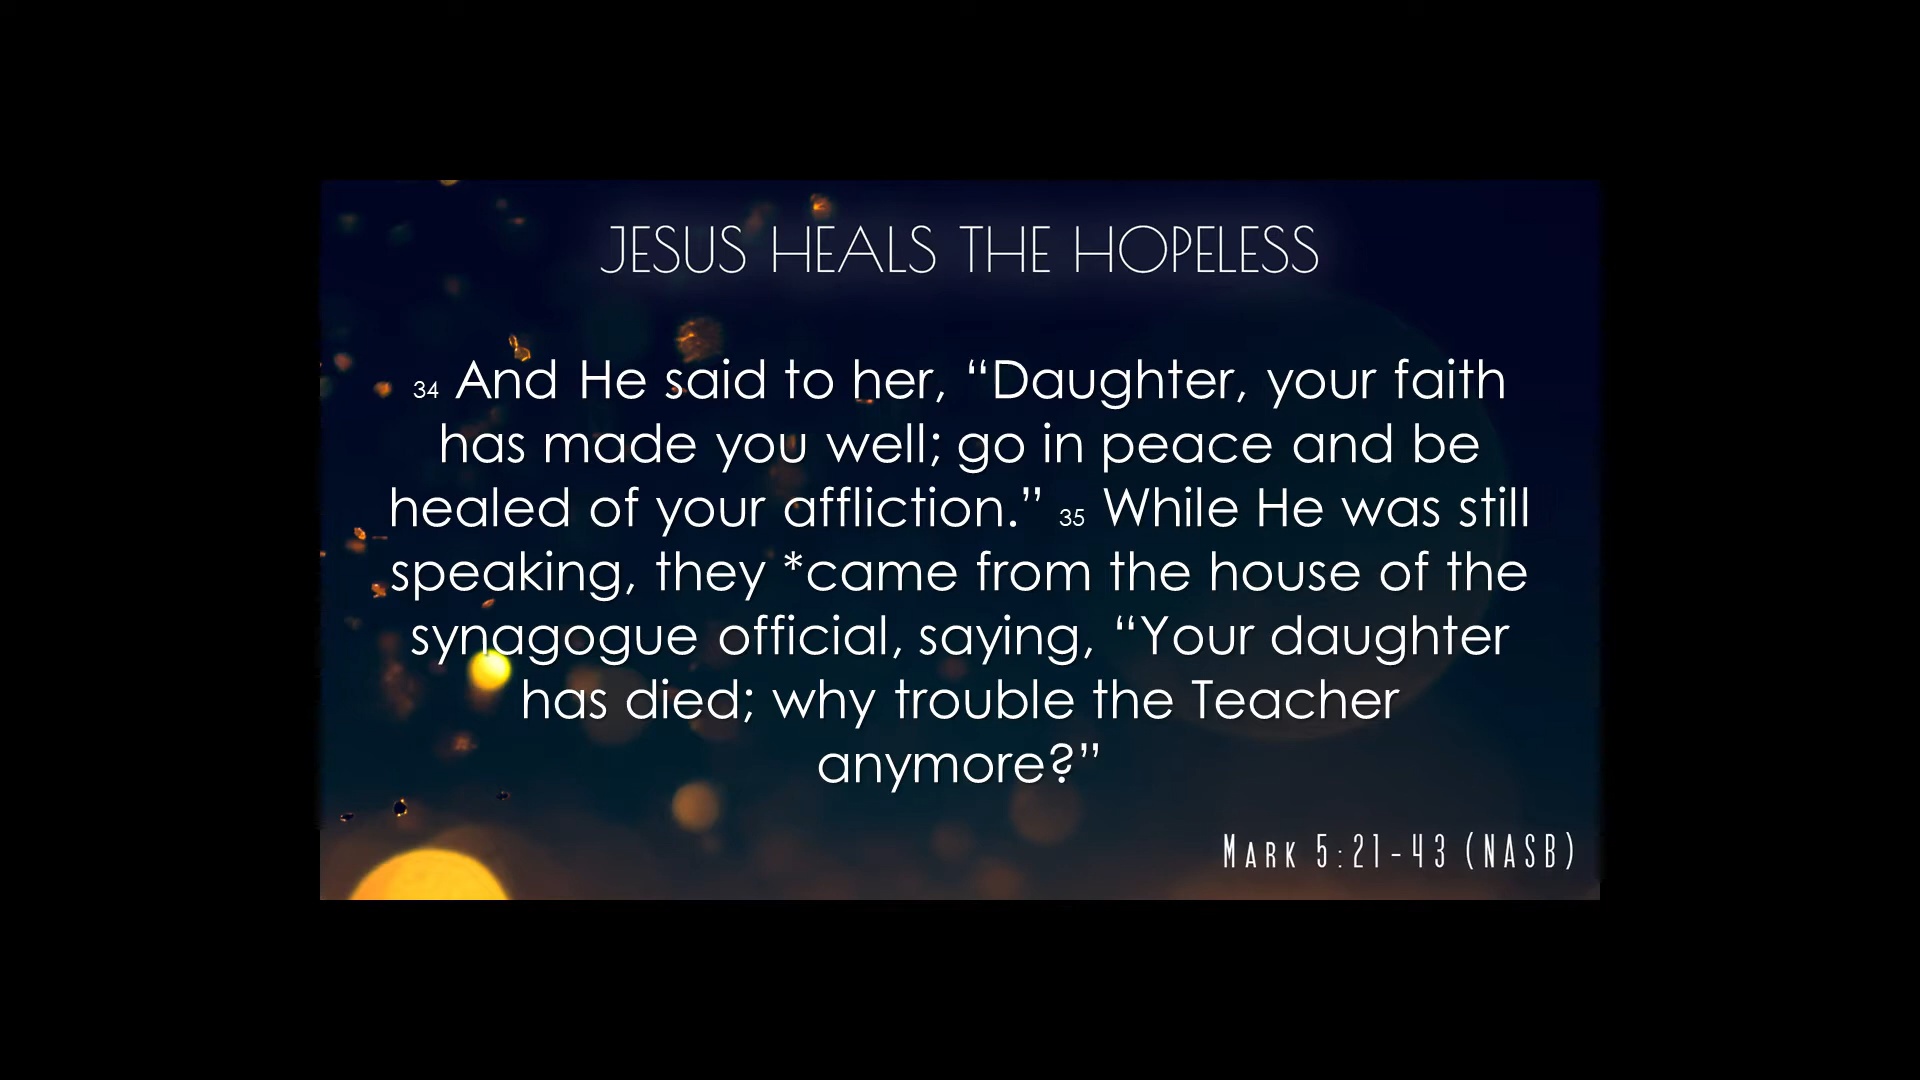 JESUS HEALS THE HOPELESS
34 And He said to her, “Daughter, your faith
has made you well; go in peace and be
healed of your affliction.” 35 While He was still
speaking, they *came from the house of the
synagogue official, saying, “Your daughter
has died; why trouble the Teacher
anymore?”
Mark 5:21-43 (NASB)